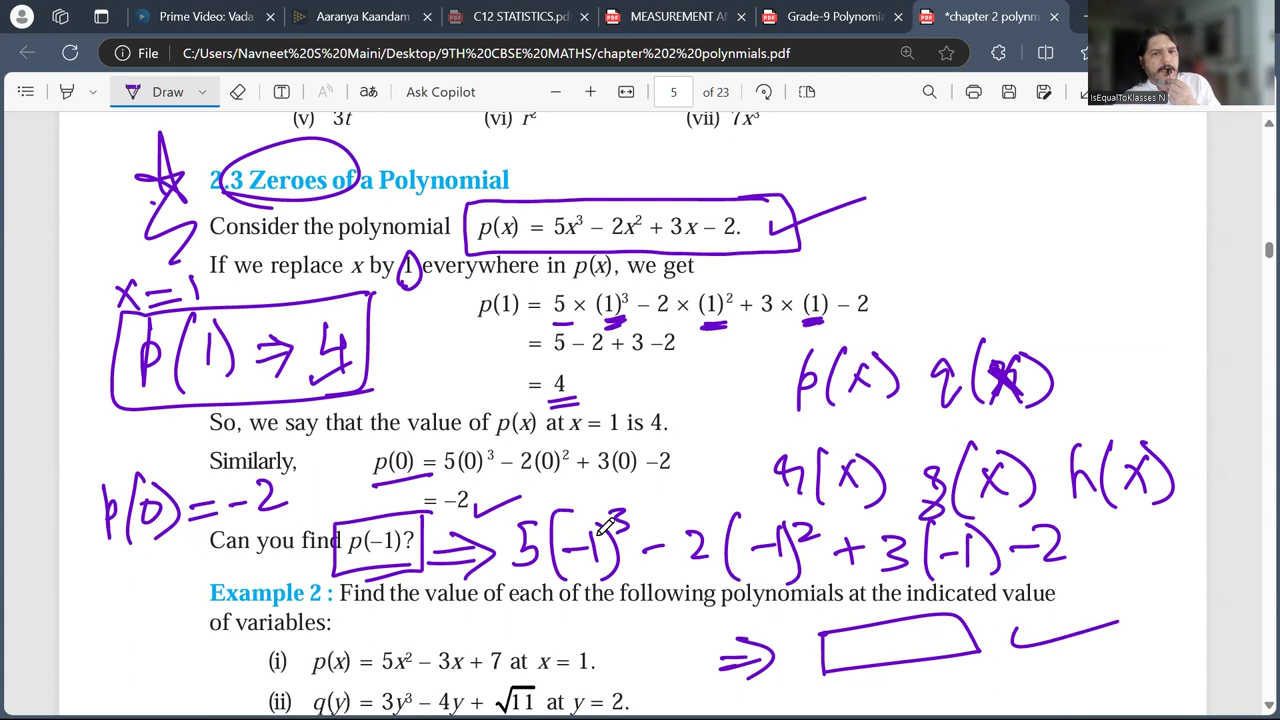 Prime Video: Vada
Aaranya Kaandam
C12 STATISTICS.pdf
MEASUREMENT AN
Grade-9 Polynomia
*chapter 2 polynm
File C:/Users/Navneet%20S%20Maini/Desktop/9TH%20CBSE%20MATHS/chapter%202%20polynmials.pdf
Draw
Ask Copilot
5 of 23
IsEqualToKlasses N
(v) 3t (vi) r² (vii) 7x³
2.3 Zeroes of a Polynomial
Consider the polynomial p(x) = 5x³ – 2x² + 3x – 2.
If we replace x by 1 everywhere in p(x), we get
x = 1
p(1) = 5 × (1)³ – 2 × (1)² + 3 × (1) – 2
p(1) ⇒ 4
= 5 – 2 + 3 –2
p(x) q(x)
= 4
So, we say that the value of p(x) at x = 1 is 4.
Similarly, p(0) = 5(0)³ – 2(0)² + 3(0) –2
r(x) g(x) h(x)
= –2
p(0) = -2
Can you find p(–1)? ⇒ 5(-1)³ - 2(-1)² + 3(-1) - 2
Example 2 : Find the value of each of the following polynomials at the indicated value
of variables:
⇒
(i) p(x) = 5x² – 3x + 7 at x = 1.
(ii) q(y) = 3y³ – 4y + √11 at y = 2.